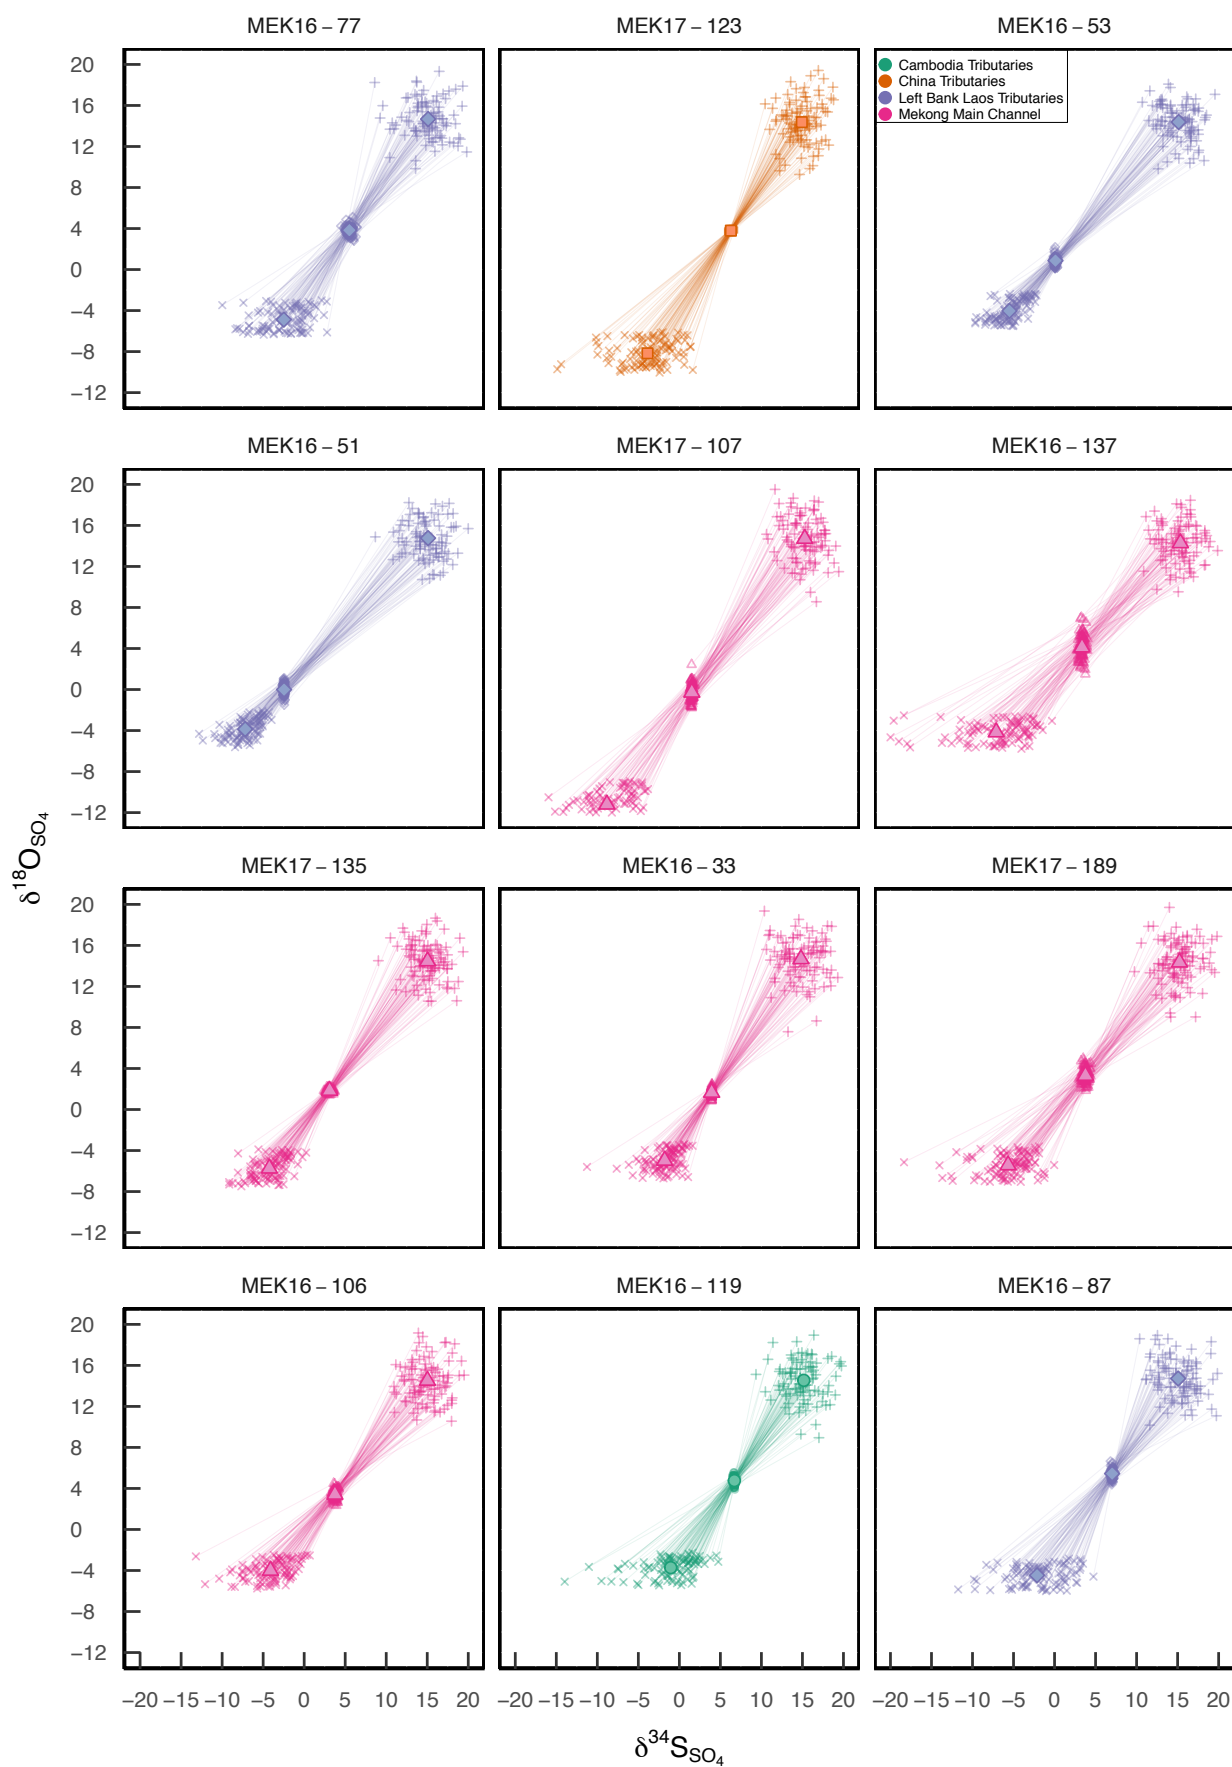 MEK16 – 77
MEK17 – 123
MEK16 – 53
Cambodia Tributaries
China Tributaries
Left Bank Laos Tributaries
Mekong Main Channel
20
16
12
8
4
0
−4
−8
−12
MEK16 – 51
MEK17 – 107
MEK16 – 137
20
16
12
8
4
0
−4
−8
−12
δ18OSO4
MEK17 – 135
MEK16 – 33
MEK17 – 189
20
16
12
8
4
0
−4
−8
−12
MEK16 – 106
MEK16 – 119
MEK16 – 87
20
16
12
8
4
0
−4
−8
−12
−20 −15 −10 −5 0 5 10 15 20
−20 −15 −10 −5 0 5 10 15 20
−20 −15 −10 −5 0 5 10 15 20
δ34SSO4